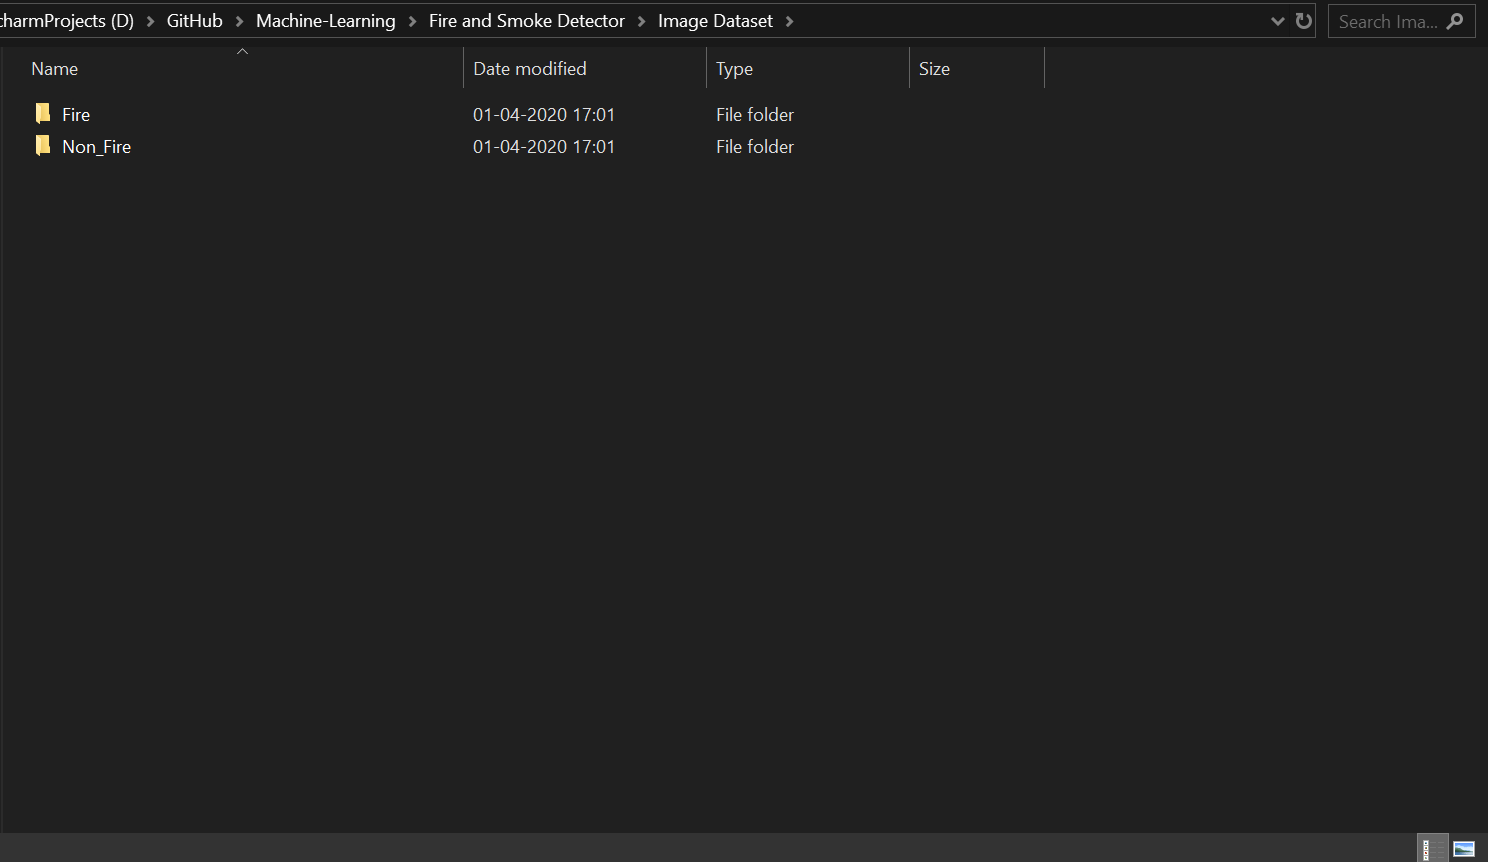 charmProjects (D) GitHub Machine-Learning Fire and Smoke Detector Image Dataset Search Ima...
Name Date modified Type Size
Fire 01-04-2020 17:01 File folder
Non_Fire 01-04-2020 17:01 File folder